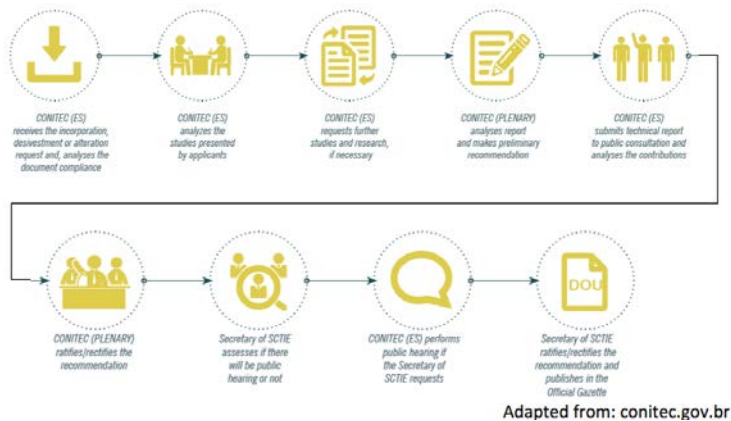 CONITEC (ES)
receives the incorporation,
desivestment or alteration
request and, analyses the
document compliance
CONITEC (ES)
analyzes the
studies presented
by applicants
CONITEC (ES)
requests further
studies and research,
if necessary
CONITEC (PLENARY)
analyses report
and makes preliminary
recommendation
CONITEC (ES)
submits technical report
to public consultation and
analyses the contributions
CONITEC (PLENARY)
ratifies/rectifies the
recommendation
Secretary of SCTIE
assesses if there
will be public
hearing or not
CONITEC (ES) performs
public hearing if
the Secretary of
SCTIE requests
DOU
Secretary of SCTIE
ratifies/rectifies the
recommendation and
publishes in the
Official Gazette
Adapted from: conitec.gov.br